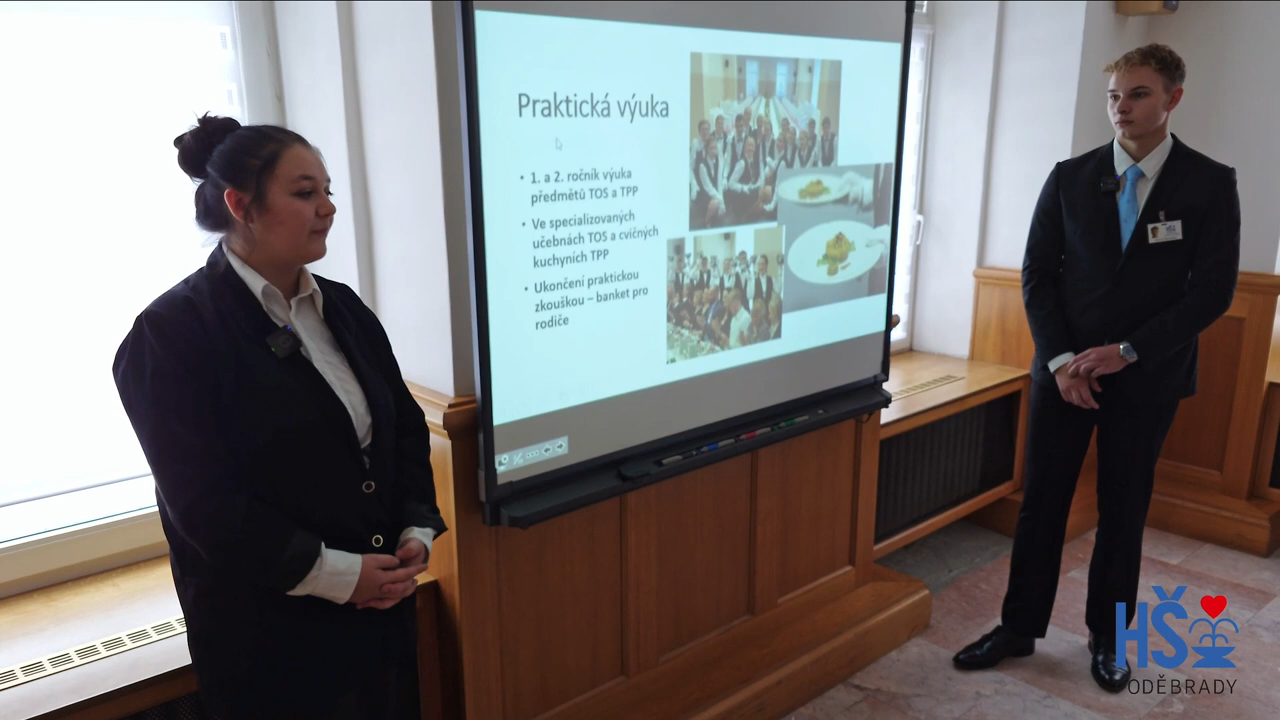 Praktická výuka
• 1. a 2. ročník výuka
předmětů TOS a TPP
• Ve specializovaných
učebnách TOS a cvičných
kuchyních TPP
• Ukončení praktickou
zkouškou – banket pro
rodiče
HŠ
ODĚBRADY